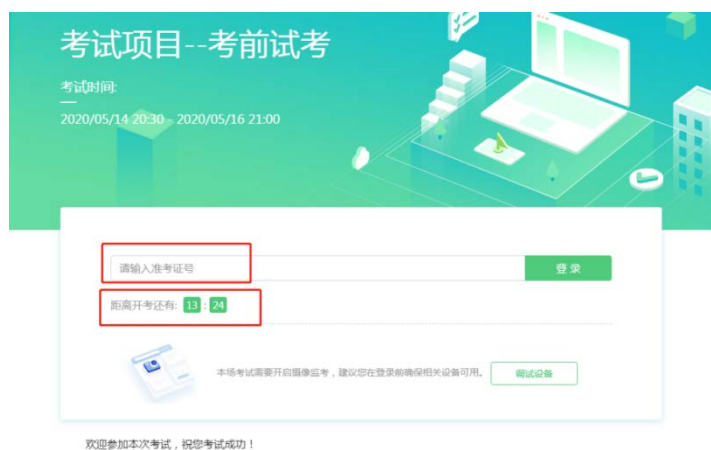 考试项目--考前试考
考试时间:
2020/05/14 20:30 - 2020/05/16 21:00
请输入准考证号
登 录
距离开考还有: 13 : 24
本场考试需要开启摄像监考，建议您在登录前确保相关设备可用。
调试设备
欢迎参加本次考试，祝您考试成功！